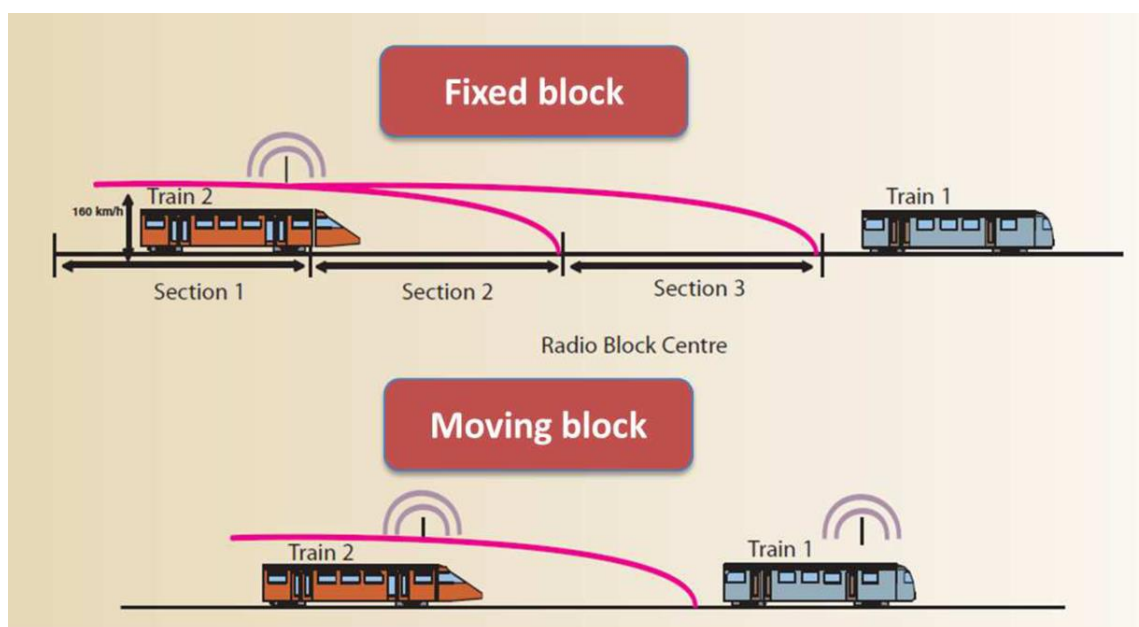 Fixed block
Train 2
Train 1
160 km/h
Section 1
Section 2
Section 3
Radio Block Centre
Moving block
Train 2
Train 1